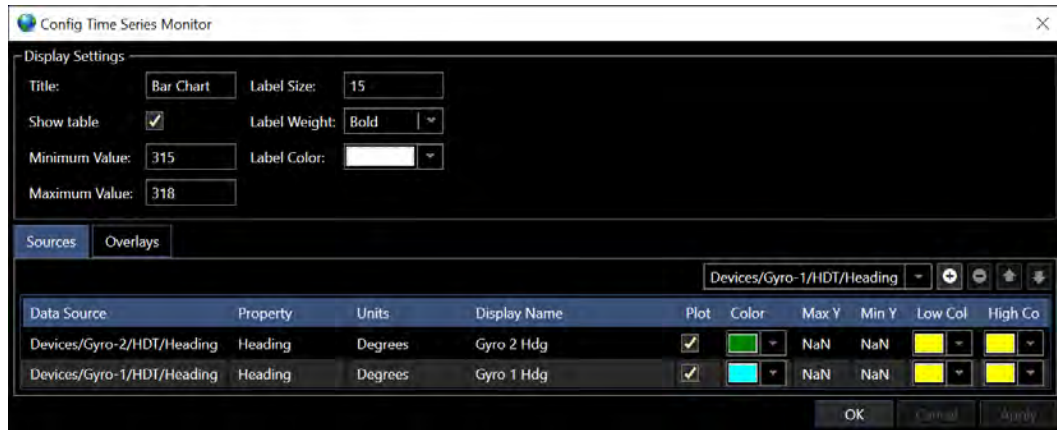 Config Time Series Monitor
Display Settings
Title: Bar Chart Label Size: 15
Show table Label Weight: Bold
Minimum Value: 315 Label Color:
Maximum Value: 318
Sources Overlays
Devices/Gyro-1/HDT/Heading
Data Source Property Units Display Name Plot Color Max Y Min Y Low Col High Co
Devices/Gyro-2/HDT/Heading Heading Degrees Gyro 2 Hdg NaN NaN
Devices/Gyro-1/HDT/Heading Heading Degrees Gyro 1 Hdg NaN NaN
OK Cancel Apply